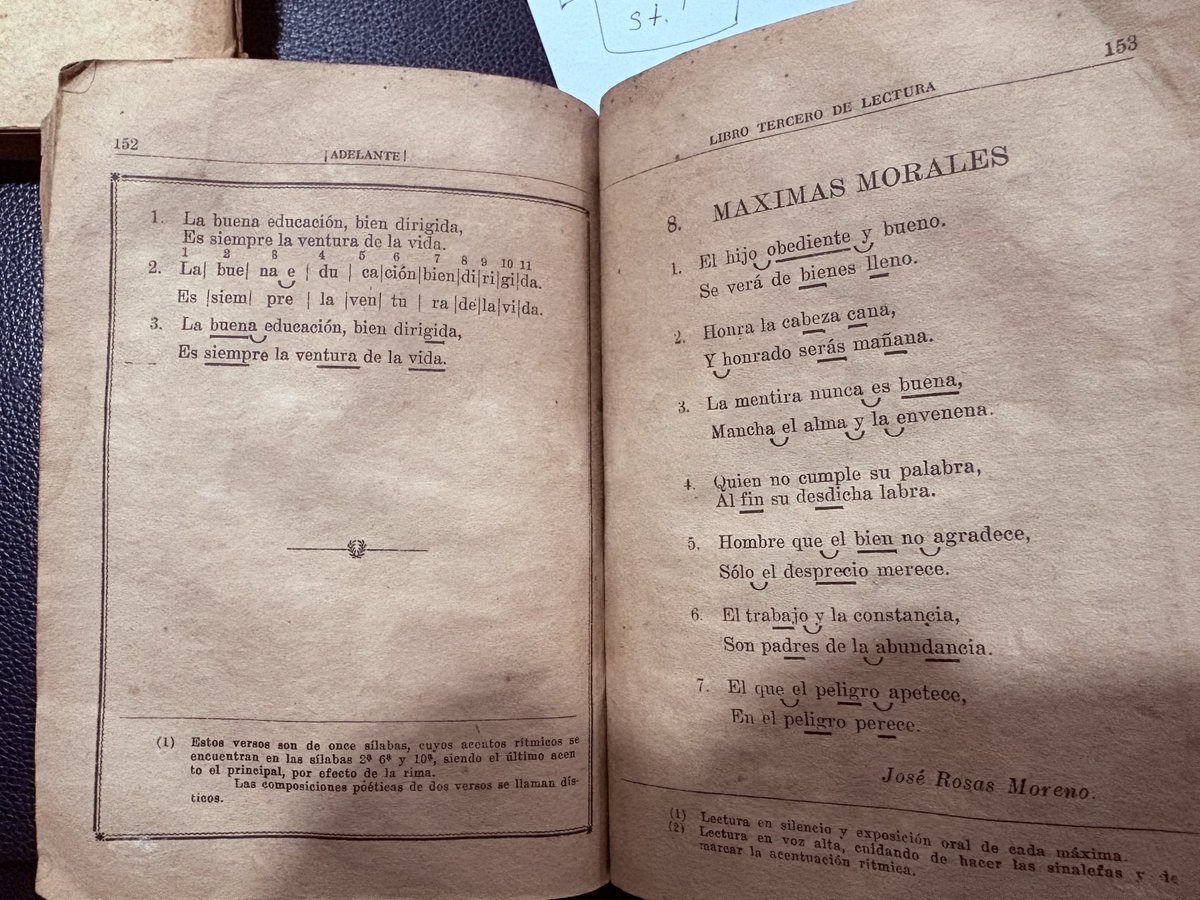 st.
152
¡ADELANTE!
1. La buena educación, bien dirigida,
Es siempre la ventura de la vida.
1 2 3 4 5 6 7 8 9 10 11
2. La| bue| na e | du | ca|ción|bien|di|ri|gi|da.
Es |siem| pre | la |ven| tu | ra |de|la|vi|da.
3. La buena educación, bien dirigida,
Es siempre la ventura de la vida.
(1) Estos versos son de once sílabas, cuyos acentos rítmicos se
encuentran en las sílabas 2ª 6ª y 10ª, siendo el último acen
to el principal, por efecto de la rima.
Las composiciones póeticas de dos versos se llaman dís-
ticos.
153
LIBRO TERCERO DE LECTURA
8. MAXIMAS MORALES
1. El hijo obediente y bueno.
Se verá de bienes lleno.
2. Honra la cabeza cana,
Y honrado serás mañana.
3. La mentira nunca es buena,
Mancha el alma y la envenena.
4. Quien no cumple su palabra,
Al fin su desdicha labra.
5. Hombre que el bien no agradece,
Sólo el desprecio merece.
6. El trabajo y la constancia,
Son padres de la abundancia.
7. El que el peligro apetece,
En el peligro perece.
José Rosas Moreno.
(1) Lectura en silencio y exposición oral de cada máxima.
(2) Lectura en voz alta, cuidando de hacer las sinalefas y de
marcar la acentuación rítmica.